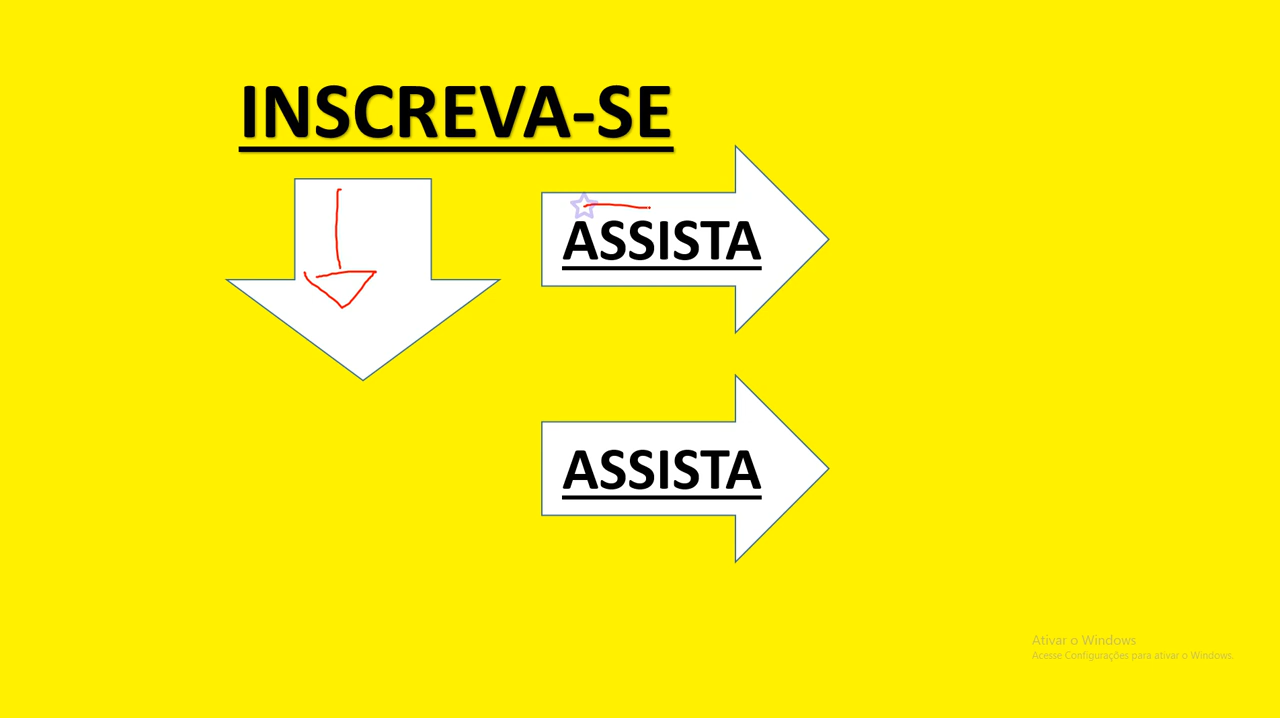 INSCREVA-SE
ASSISTA
ASSISTA
Ativar o Windows
Acesse Configurações para ativar o Windows.